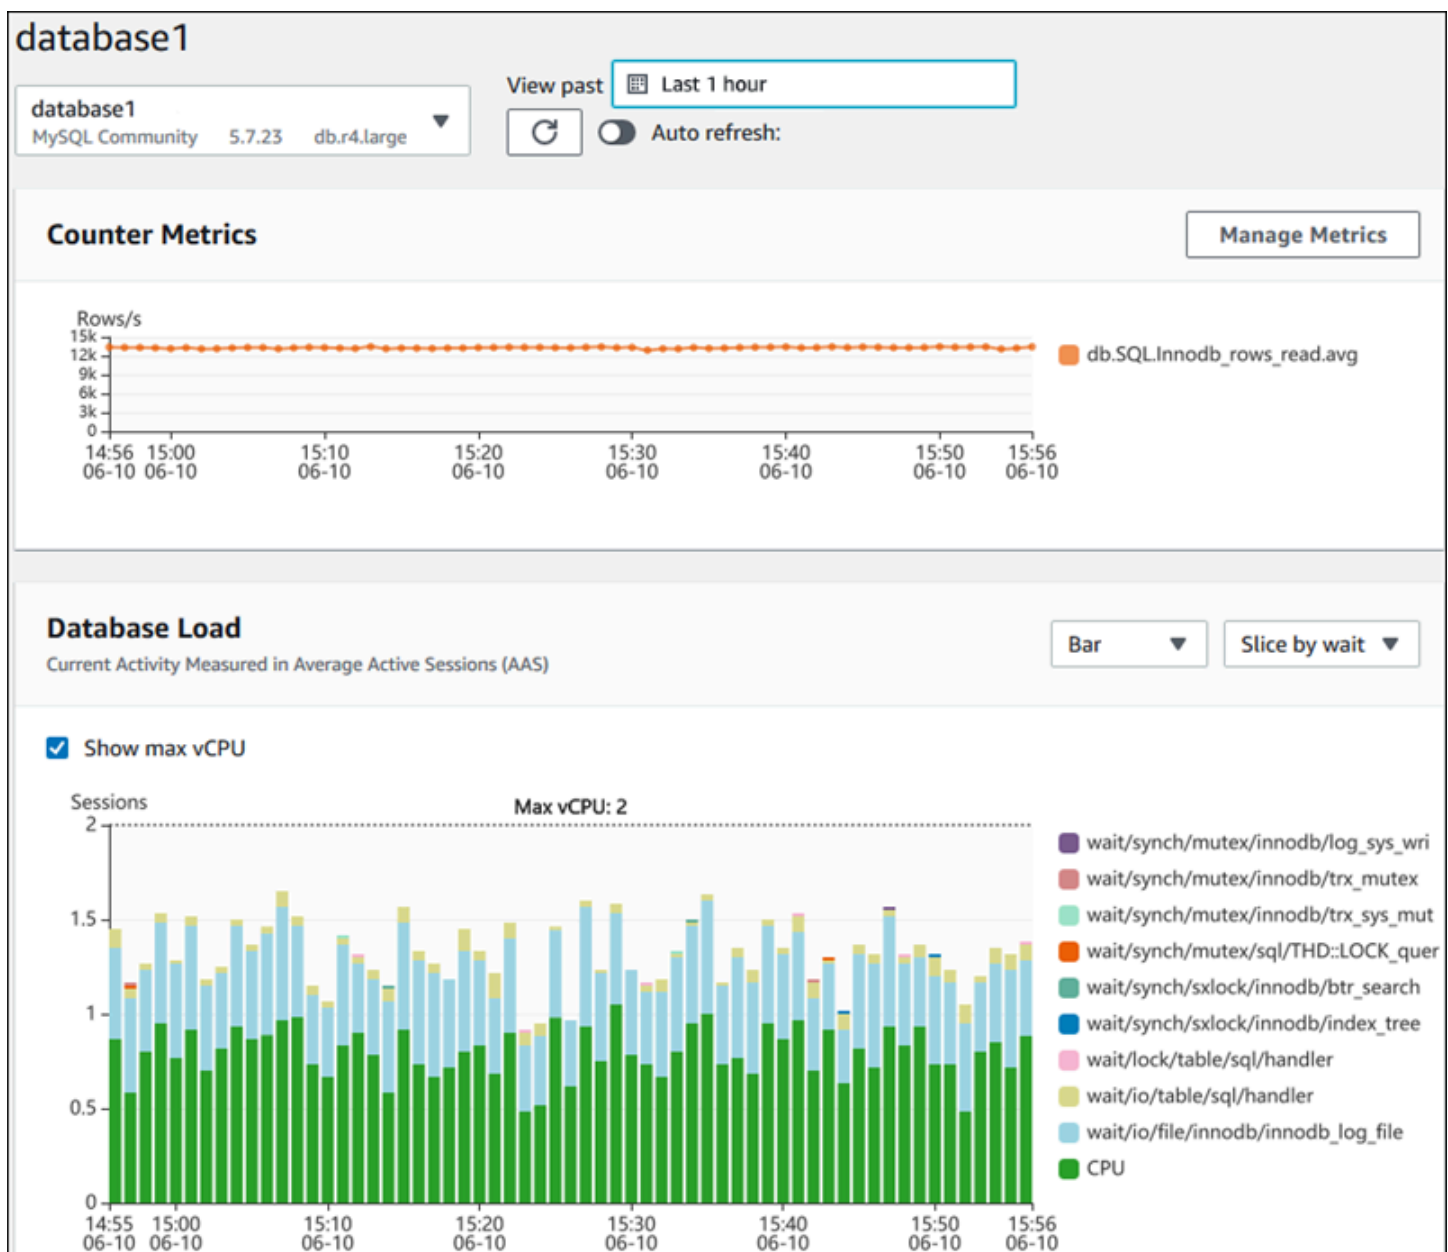 database1
database1
MySQL Community 5.7.23 db.r4.large
View past Last 1 hour
Auto refresh:
Counter Metrics
Manage Metrics
Rows/s
15k
12k
9k
6k
3k
0
14:56 15:00 15:10 15:20 15:30 15:40 15:50 15:56
06-10 06-10 06-10 06-10 06-10 06-10 06-10 06-10
db.SQL.Innodb_rows_read.avg
Database Load
Current Activity Measured in Average Active Sessions (AAS)
Bar
Slice by wait
Show max vCPU
Sessions
Max vCPU: 2
2
1.5
1
0.5
0
14:55 15:00 15:10 15:20 15:30 15:40 15:50 15:56
06-10 06-10 06-10 06-10 06-10 06-10 06-10 06-10
wait/synch/mutex/innodb/log_sys_wri
wait/synch/mutex/innodb/trx_mutex
wait/synch/mutex/innodb/trx_sys_mut
wait/synch/mutex/sql/THD::LOCK_quer
wait/synch/sxlock/innodb/btr_search
wait/synch/sxlock/innodb/index_tree
wait/lock/table/sql/handler
wait/io/table/sql/handler
wait/io/file/innodb/innodb_log_file
CPU